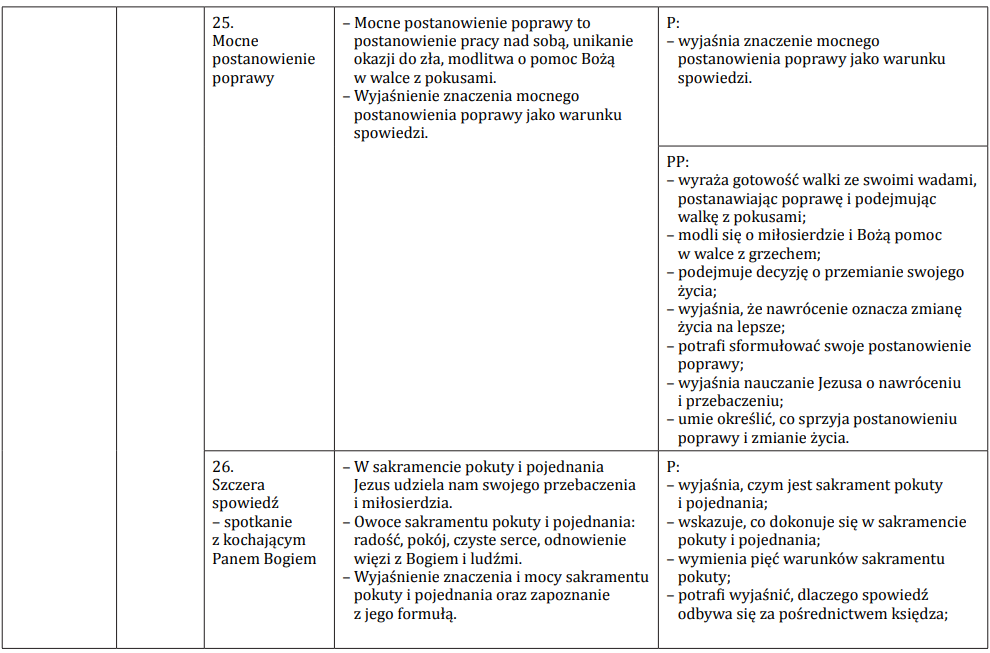 25.
Mocne
postanowienie
poprawy
– Mocne postanowienie poprawy to
postanowienie pracy nad sobą, unikanie
okazji do zła, modlitwa o pomoc Bożą
w walce z pokusami.
– Wyjaśnienie znaczenia mocnego
postanowienia poprawy jako warunku
spowiedzi.
P:
– wyjaśnia znaczenie mocnego
postanowienia poprawy jako warunku
spowiedzi.
PP:
– wyraża gotowość walki ze swoimi wadami,
postanawiając poprawę i podejmując
walkę z pokusami;
– modli się o miłosierdzie i Bożą pomoc
w walce z grzechem;
– podejmuje decyzję o przemianie swojego
życia;
– wyjaśnia, że nawrócenie oznacza zmianę
życia na lepsze;
– potrafi sformułować swoje postanowienie
poprawy;
– wyjaśnia nauczanie Jezusa o nawróceniu
i przebaczeniu;
– umie określić, co sprzyja postanowieniu
poprawy i zmianie życia.
26.
Szczera
spowiedź
– spotkanie
z kochającym
Panem Bogiem
– W sakramencie pokuty i pojednania
Jezus udziela nam swojego przebaczenia
i miłosierdzia.
– Owoce sakramentu pokuty i pojednania:
radość, pokój, czyste serce, odnowienie
więzi z Bogiem i ludźmi.
– Wyjaśnienie znaczenia i mocy sakramentu
pokuty i pojednania oraz zapoznanie
z jego formułą.
P:
– wyjaśnia, czym jest sakrament pokuty
i pojednania;
– wskazuje, co dokonuje się w sakramencie
pokuty i pojednania;
– wymienia pięć warunków sakramentu
pokuty;
– potrafi wyjaśnić, dlaczego spowiedź
odbywa się za pośrednictwem księdza;